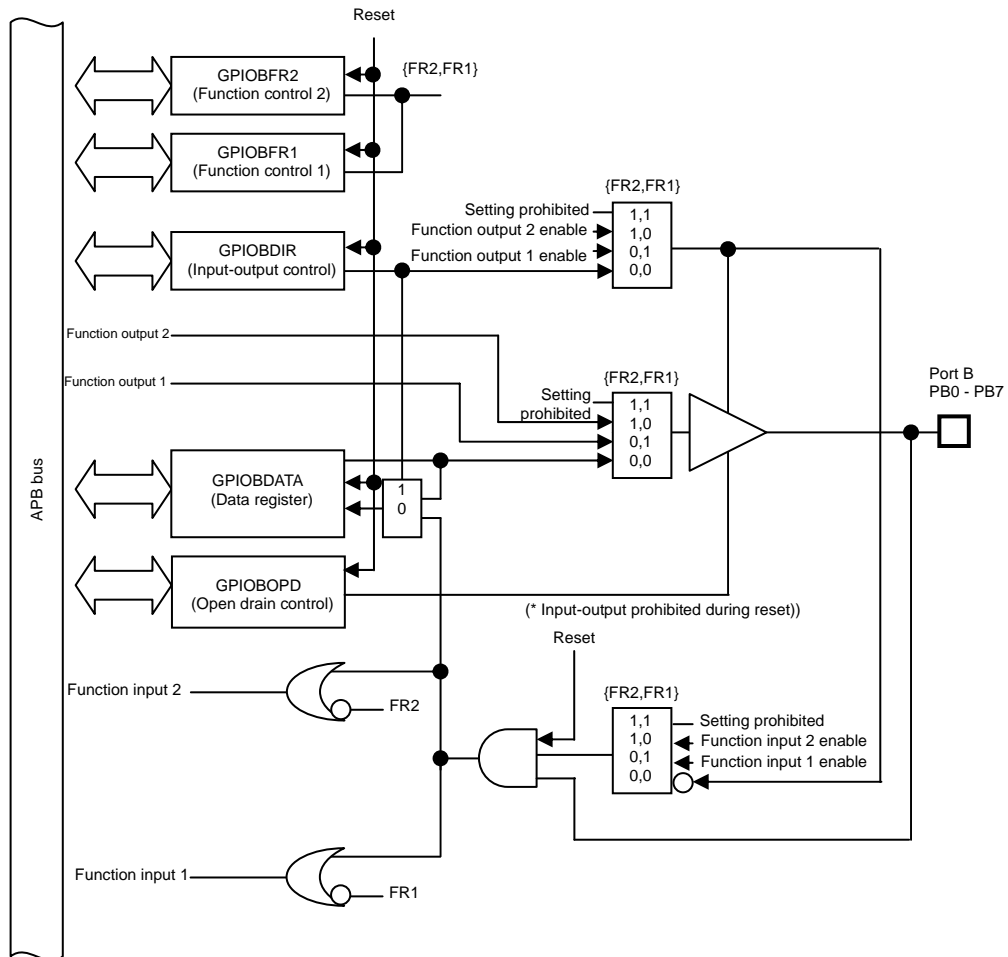 Reset
GPIOBFR2
(Function control 2)
{FR2,FR1}
GPIOBFR1
(Function control 1)
{FR2,FR1}
Setting prohibited
Function output 2 enable
Function output 1 enable
1,1
1,0
0,1
0,0
GPIOBDIR
(Input-output control)
Function output 2
Function output 1
{FR2,FR1}
Setting
prohibited
1,1
1,0
0,1
0,0
Port B
PB0 - PB7
APB bus
GPIOBDATA
(Data register)
1
0
GPIOBOPD
(Open drain control)
(* Input-output prohibited during reset))
Reset
Function input 2
FR2
{FR2,FR1}
1,1
1,0
0,1
0,0
Setting prohibited
Function input 2 enable
Function input 1 enable
Function input 1
FR1